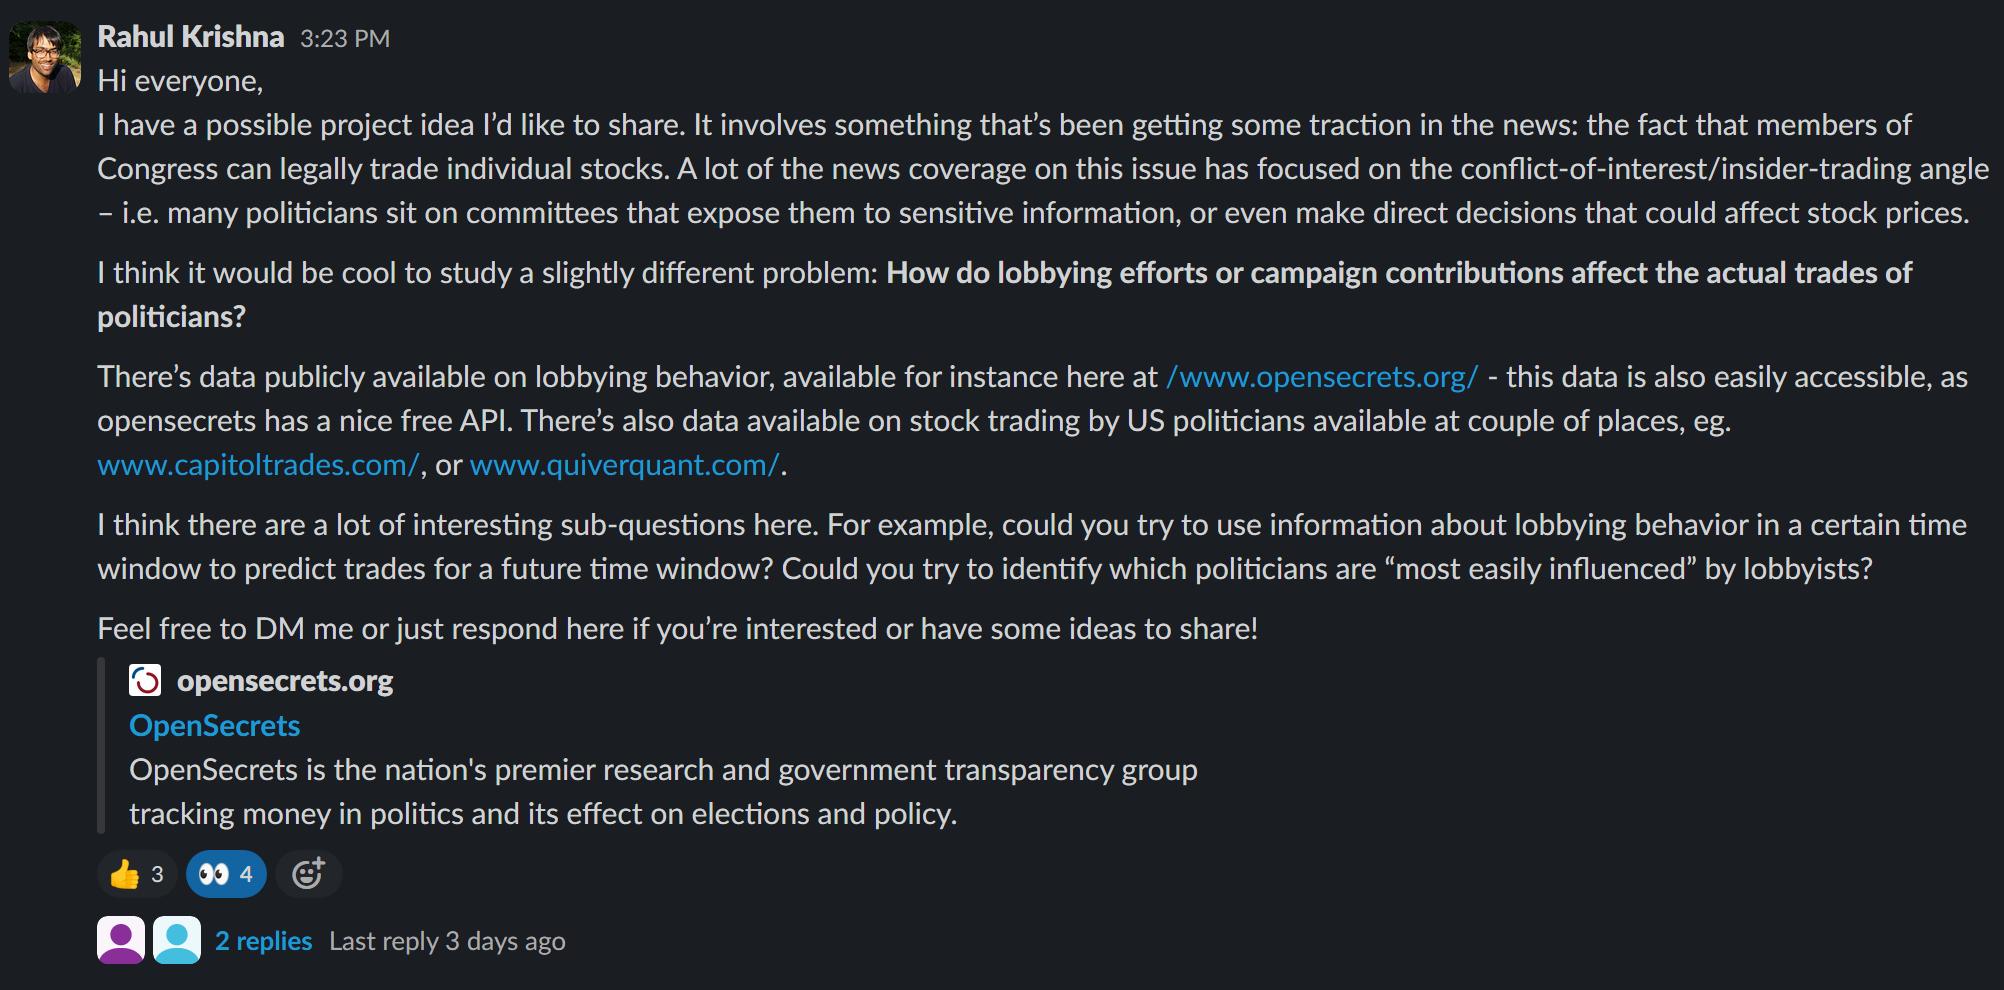 Rahul Krishna 3:23 PM
Hi everyone,
I have a possible project idea I’d like to share. It involves something that’s been getting some traction in the news: the fact that members of
Congress can legally trade individual stocks. A lot of the news coverage on this issue has focused on the conflict-of-interest/insider-trading angle
– i.e. many politicians sit on committees that expose them to sensitive information, or even make direct decisions that could affect stock prices.
I think it would be cool to study a slightly different problem: How do lobbying efforts or campaign contributions affect the actual trades of
politicians?
There’s data publicly available on lobbying behavior, available for instance here at /www.opensecrets.org/ - this data is also easily accessible, as
opensecrets has a nice free API. There’s also data available on stock trading by US politicians available at couple of places, eg.
www.capitoltrades.com/, or www.quiverquant.com/.
I think there are a lot of interesting sub-questions here. For example, could you try to use information about lobbying behavior in a certain time
window to predict trades for a future time window? Could you try to identify which politicians are “most easily influenced” by lobbyists?
Feel free to DM me or just respond here if you’re interested or have some ideas to share!
opensecrets.org
OpenSecrets
OpenSecrets is the nation's premier research and government transparency group
tracking money in politics and its effect on elections and policy.
3 4
2 replies Last reply 3 days ago